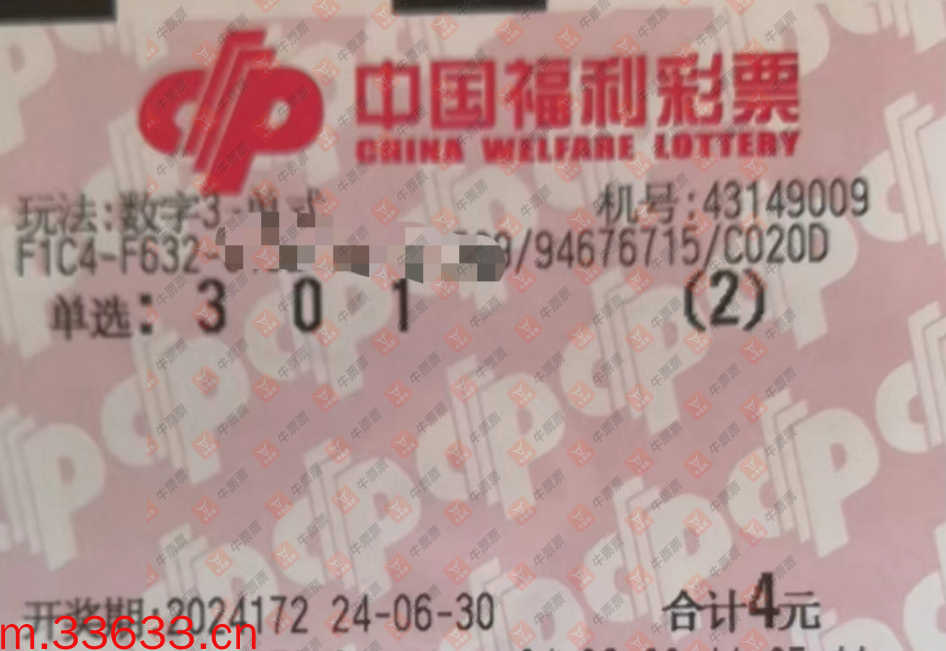 中国福利彩票
CHINA WELFARE LOTTERY
玩法:数字3-单式 机号:43149009
F1C4-F632- /94676715/C020D
单选: 3 0 1 (2)
开奖期:2024172 24-06-30 合计4元
m.33633.cn